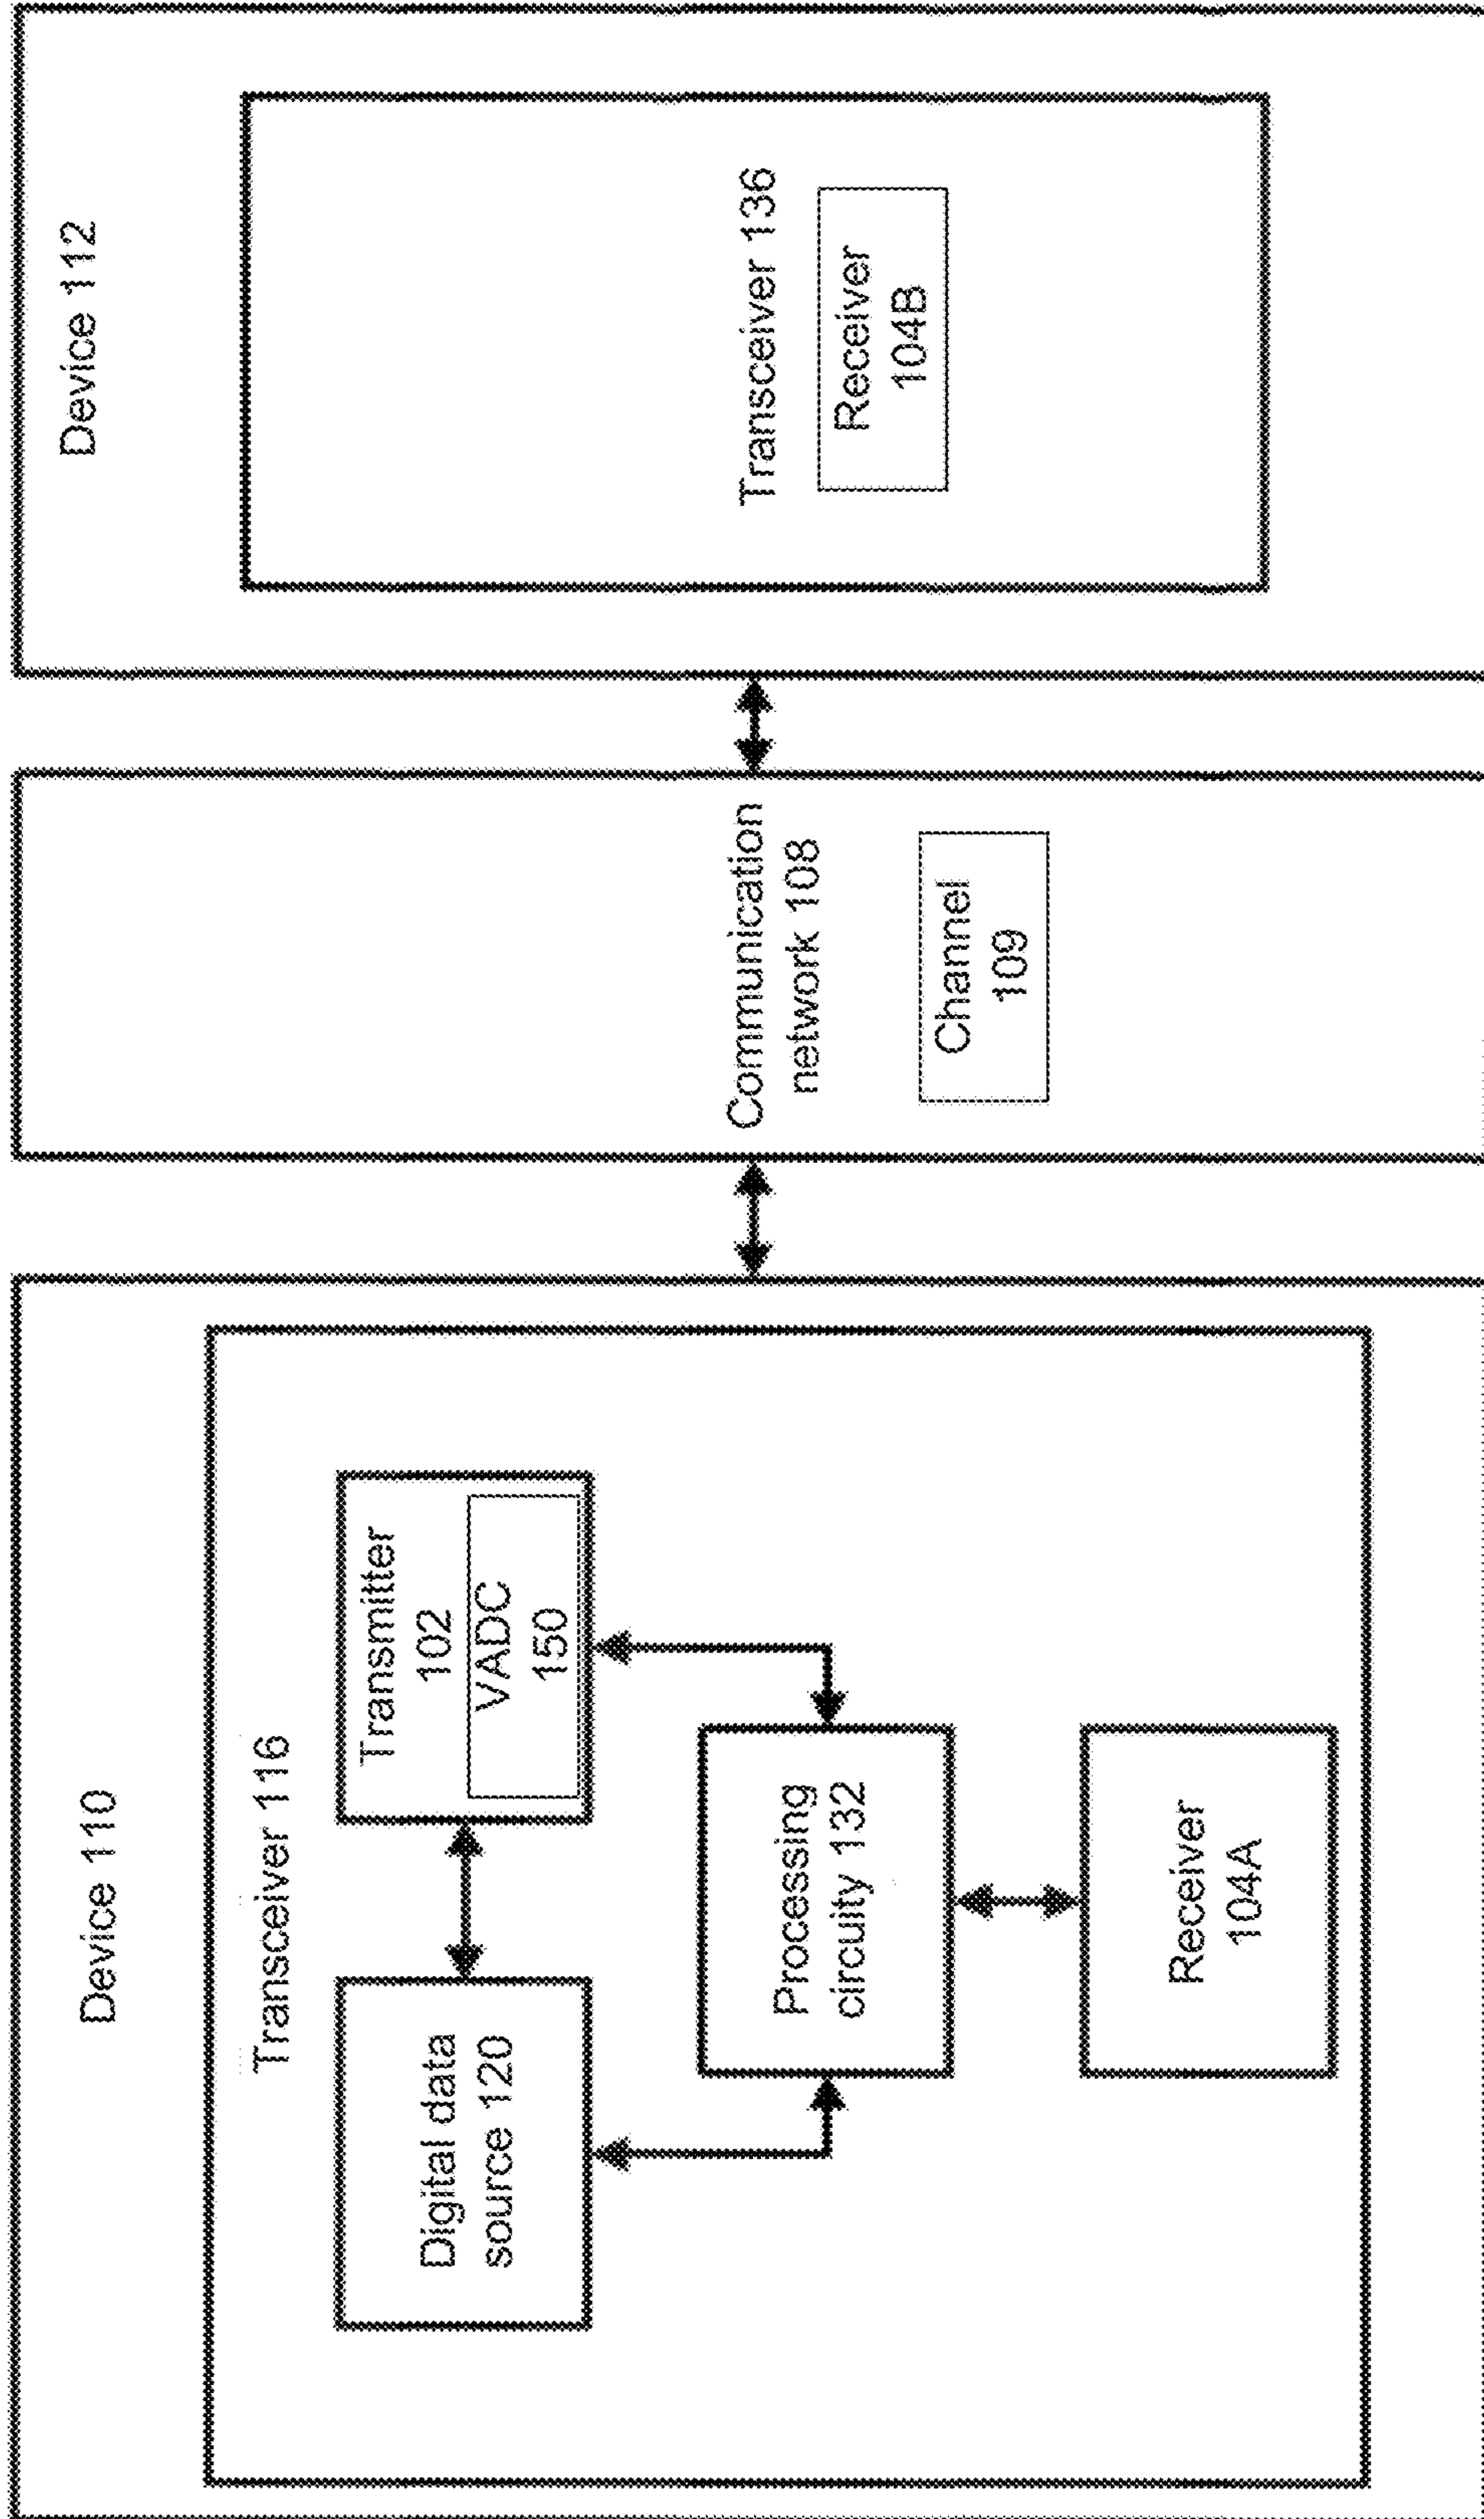 Device 110
Transceiver 116
Digital data
source 120
Transmitter
102
VADC
150
Processing
circuity 132
Receiver
104A
Communication
network 108
Channel
109
Device 112
Transceiver 136
Receiver
104B